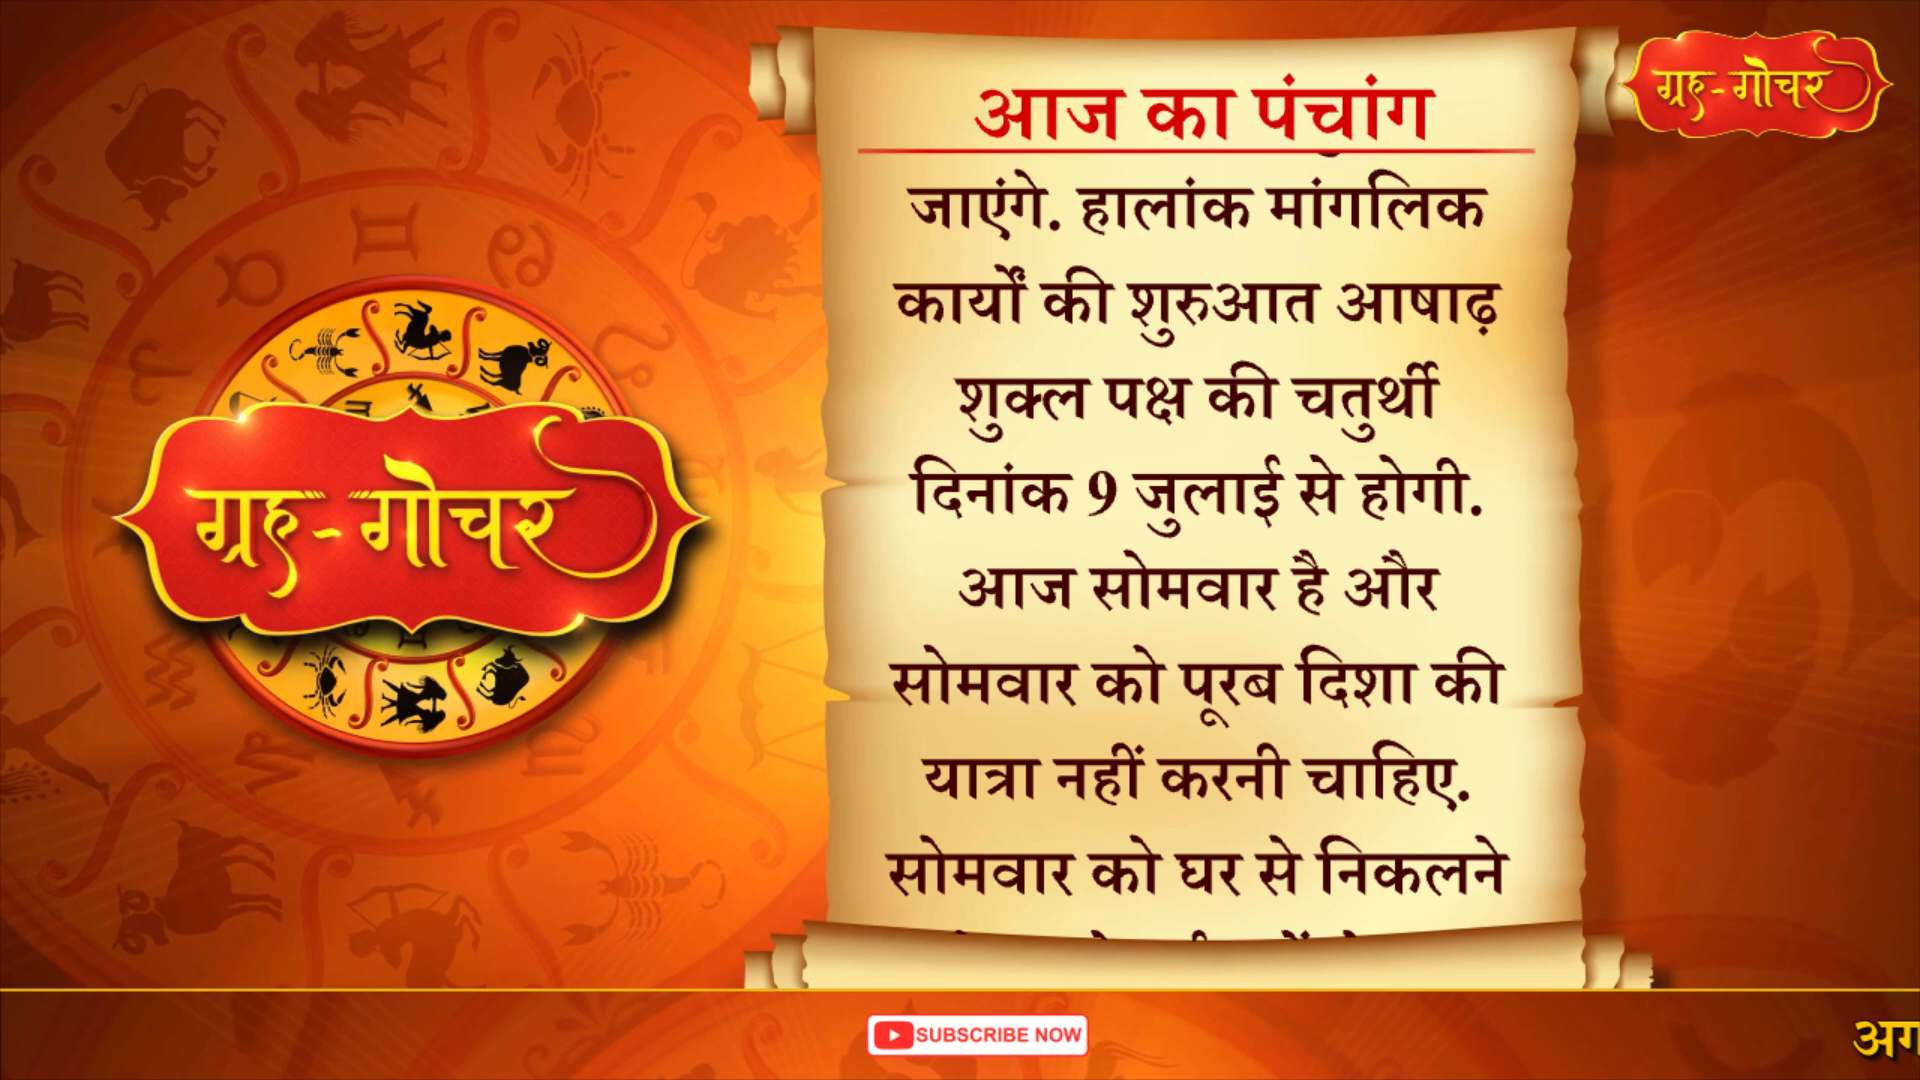 आज का पंचांग
ग्रह-गोचर
जाएंगे. हालांक मांगलिक
कार्यों की शुरुआत आषाढ़
शुक्ल पक्ष की चतुर्थी
दिनांक 9 जुलाई से होगी.
आज सोमवार है और
सोमवार को पूरब दिशा की
यात्रा नहीं करनी चाहिए.
सोमवार को घर से निकलने
ग्रह-गोचर
SUBSCRIBE NOW